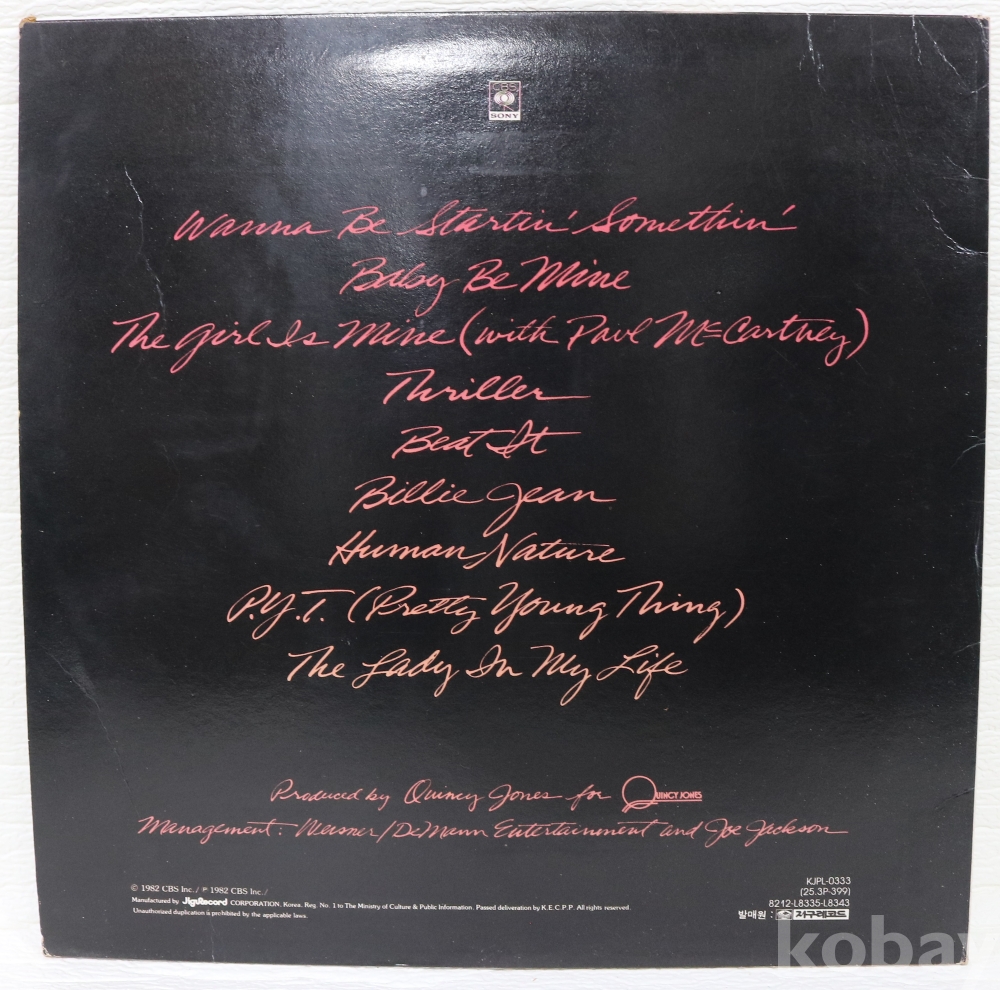 CBS
SONY
Wanna Be Startin' Somethin'
Baby Be Mine
The Girl Is Mine (with Paul McCartney)
Thriller
Beat It
Billie Jean
Human Nature
P.Y.T. (Pretty Young Thing)
The Lady In My Life
Produced by Quincy Jones for QUINCY JONES
Management: Weisner/DeMann Entertainment and Joe Jackson
© 1982 CBS Inc./ ℗ 1982 CBS Inc./
Manufactured by JiguRecord CORPORATION, Korea. Reg. No. 1 to The Ministry of Culture & Public Information. Passed deliberation by K.E.C.P.P. All rights reserved.
Unauthorized duplication is prohibited by the applicable laws.
KJPL-0333
(25.3P-399)
8212-L8335-L8343
발매원 : 지구레코드
kobay